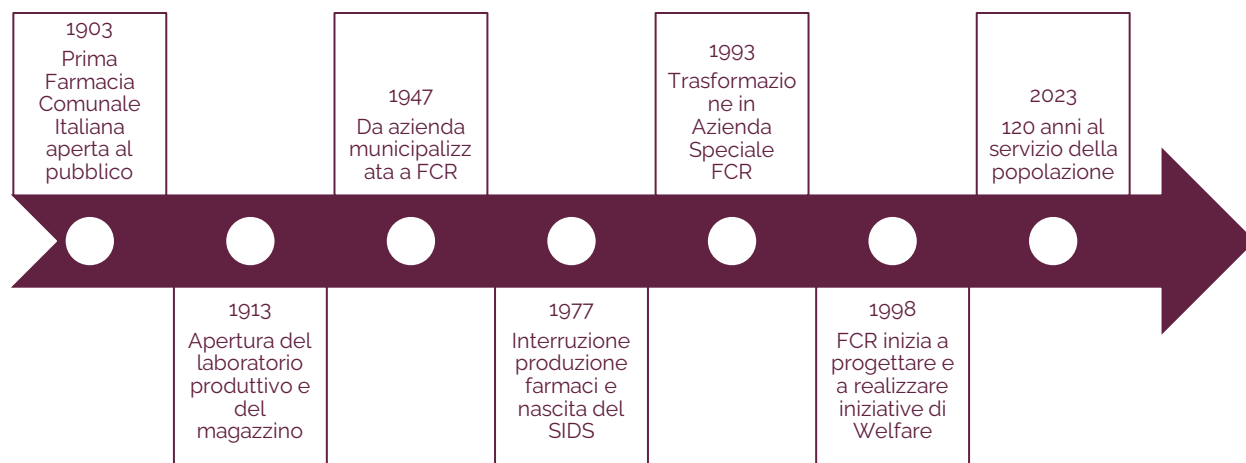 1903
Prima
Farmacia
Comunale
Italiana
aperta al
pubblico
1913
Apertura del
laboratorio
produttivo e
del
magazzino
1947
Da azienda
municipalizz
ata a FCR
1977
Interruzione
produzione
farmaci e
nascita del
SIDS
1993
Trasformazio
ne in
Azienda
Speciale
FCR
1998
FCR inizia a
progettare e
a realizzare
iniziative di
Welfare
2023
120 anni al
servizio della
popolazione